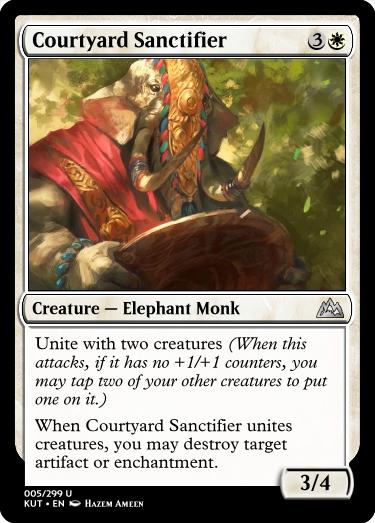 Courtyard Sanctifier 3
Creature — Elephant Monk
Unite with two creatures (When this
attacks, if it has no +1/+1 counters, you
may tap two of your other creatures to put
one on it.)
When Courtyard Sanctifier unites
creatures, you may destroy target
artifact or enchantment.
3/4
005/299 U
KUT • EN Hazem Ameen